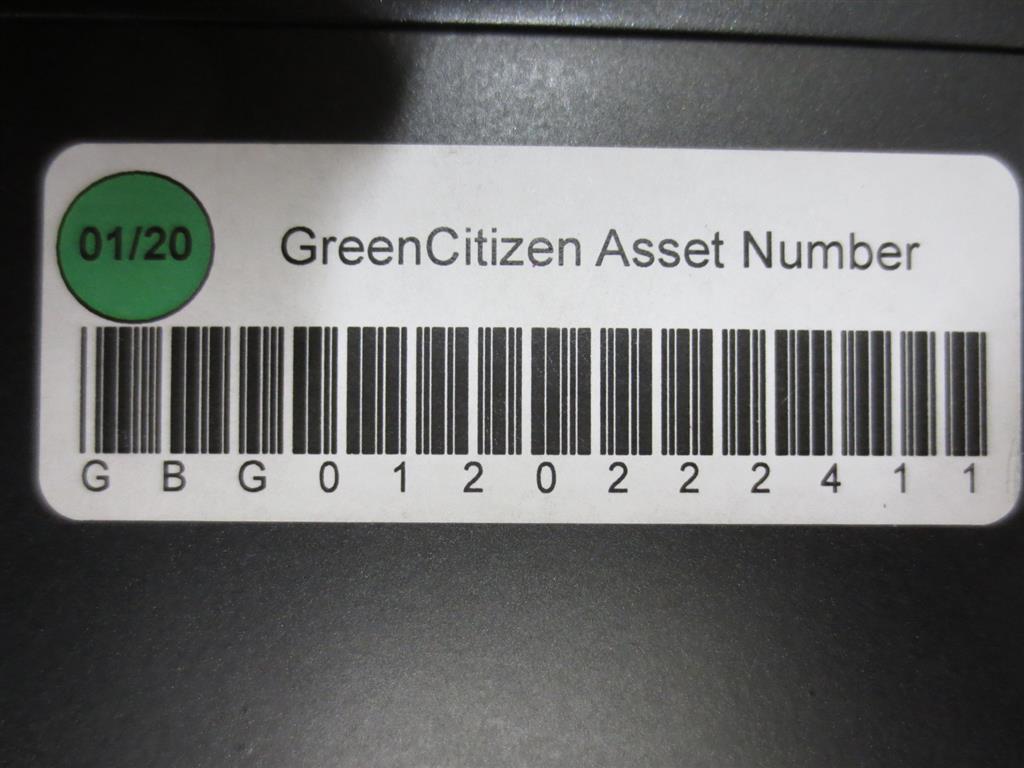 01/20
GreenCitizen Asset Number
GBG0120222411